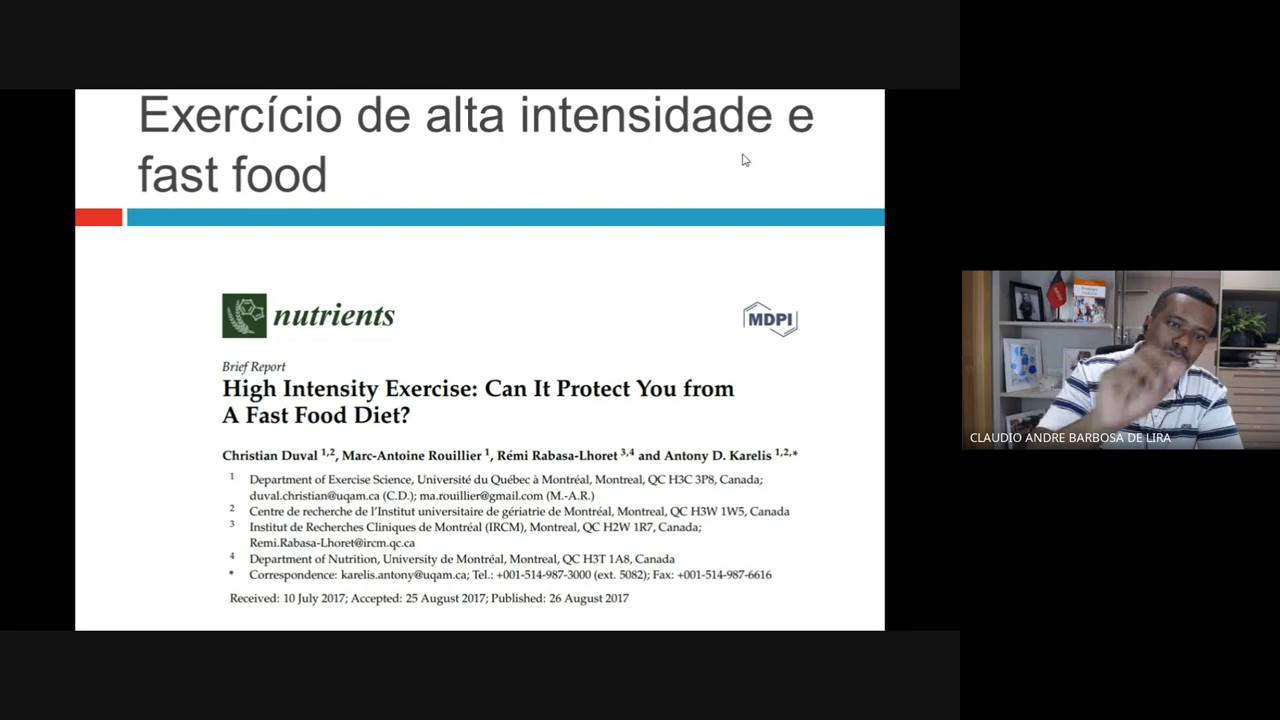 Exercício de alta intensidade e
fast food
nutrients
MDPI
Brief Report
High Intensity Exercise: Can It Protect You from
A Fast Food Diet?
Christian Duval 1,2, Marc-Antoine Rouillier 1, Rémi Rabasa-Lhoret 3,4 and Antony D. Karelis 1,2,*
1 Department of Exercise Science, Université du Québec à Montréal, Montreal, QC H3C 3P8, Canada;
duval.christian@uqam.ca (C.D.); ma.rouillier@gmail.com (M.-A.R.)
2 Centre de recherche de l'Institut universitaire de gériatrie de Montréal, Montreal, QC H3W 1W5, Canada
3 Institut de Recherches Cliniques de Montréal (IRCM), Montreal, QC H2W 1R7, Canada;
Remi.Rabasa-Lhoret@ircm.qc.ca
4 Department of Nutrition, University de Montréal, Montreal, QC H3T 1A8, Canada
* Correspondence: karelis.antony@uqam.ca; Tel.: +001-514-987-3000 (ext. 5082); Fax: +001-514-987-6616
Received: 10 July 2017; Accepted: 25 August 2017; Published: 26 August 2017
CLAUDIO ANDRE BARBOSA DE LIRA